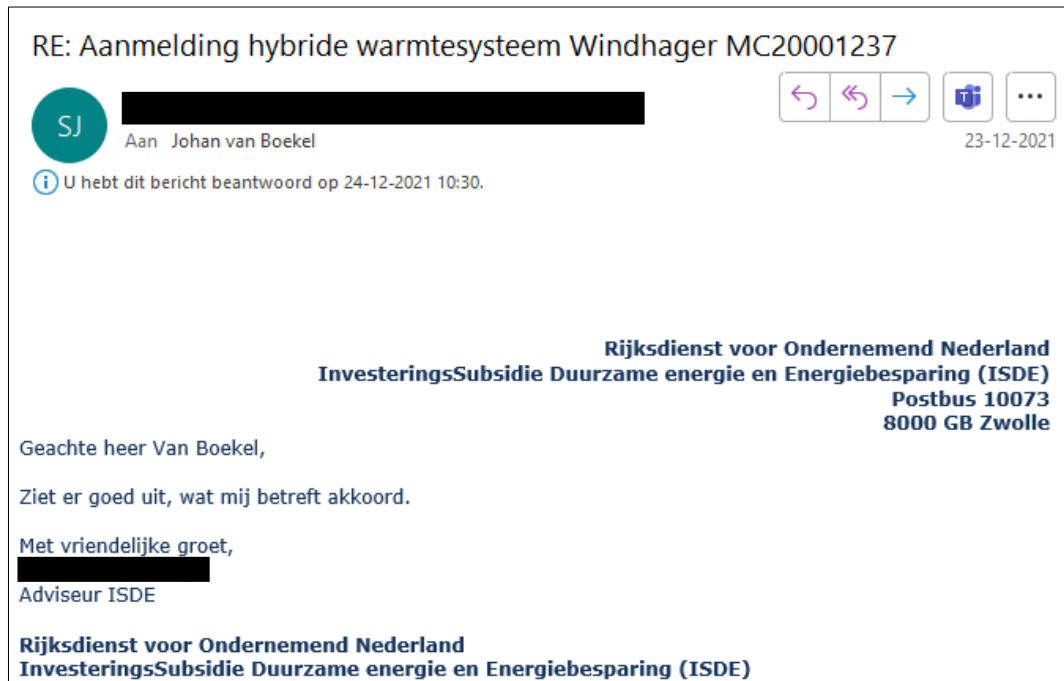 RE: Aanmelding hybride warmtesysteem Windhager MC20001237
SJ
Aan Johan van Boekel
23-12-2021
U hebt dit bericht beantwoord op 24-12-2021 10:30.
Rijksdienst voor Ondernemend Nederland
InvesteringsSubsidie Duurzame energie en Energiebesparing (ISDE)
Postbus 10073
8000 GB Zwolle
Geachte heer Van Boekel,
Ziet er goed uit, wat mij betreft akkoord.
Met vriendelijke groet,
Adviseur ISDE
Rijksdienst voor Ondernemend Nederland
InvesteringsSubsidie Duurzame energie en Energiebesparing (ISDE)